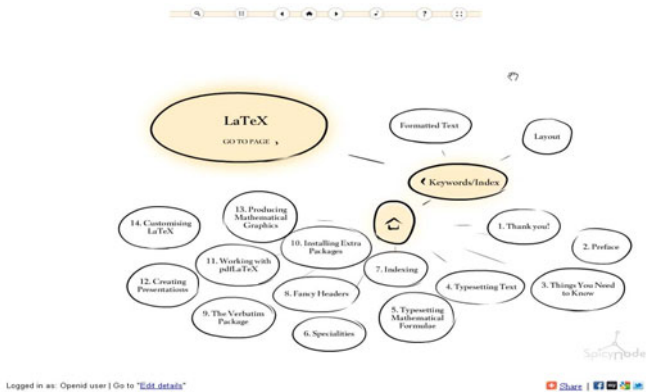 LaTeX
GO TO PAGE
Formatted Text
Layout
Keywords/Index
13. Producing
Mathematical
Graphics
14. Customising
LaTeX
1. Thank you!
10. Installing Extra
Packages
2. Preface
11. Working with
pdfLaTeX
7. Indexing
12. Creating
Presentations
4. Typesetting Text
3. Things You Need
to Know
8. Fancy Headers
9. The Verbatim
Package
5. Typesetting
Mathematical
Formulae
6. Specialities
Spicynodes
Logged in as: Openid user | Go to "Edit details"
Share |